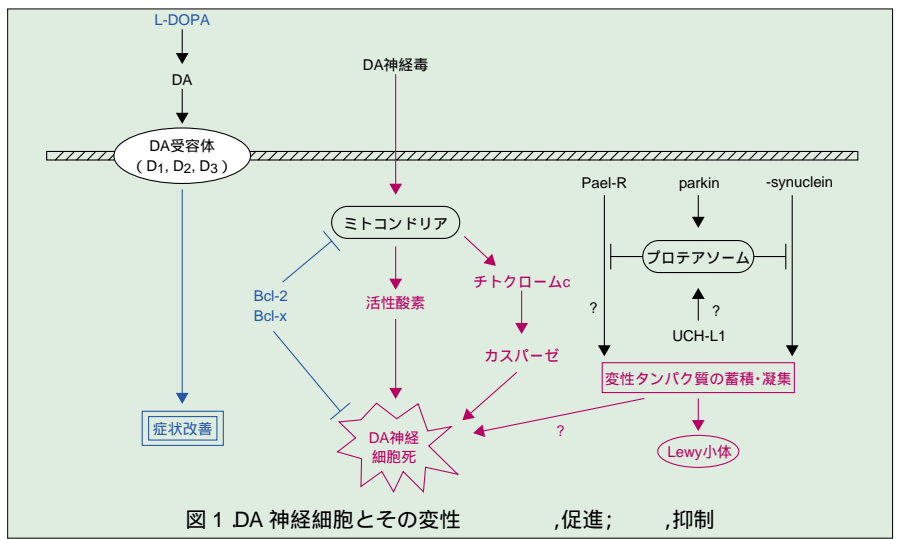 L-DOPA
DA
DA受容体
( D1, D2, D3 )
症状改善
DA神経毒
ミトコンドリア
Bcl-2
Bcl-x
活性酸素
チトクロームc
カスパーゼ
DA神経
細胞死
Pael-R
parkin
-synuclein
プロテアソーム
?
?
UCH-L1
変性タンパク質の蓄積・凝集
?
Lewy小体
図 1 .DA 神経細胞とその変性 ,促進; ,抑制